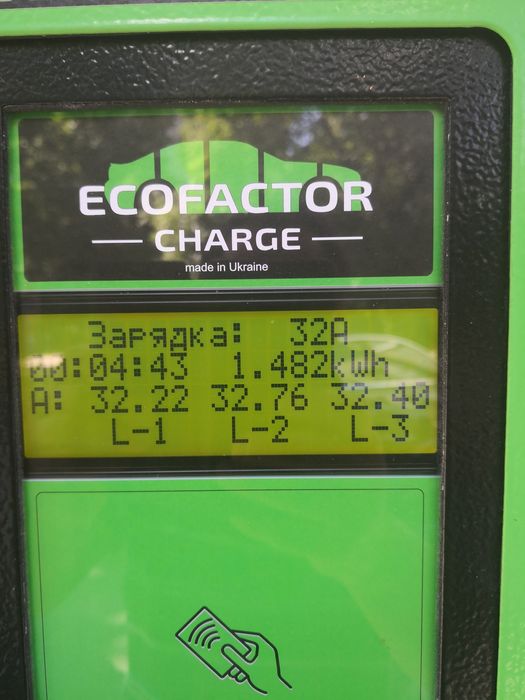 ECOFACTOR
CHARGE
made in Ukraine
Зарядка: 32A
00:04:43 1.482kWh
A: 32.22 32.76 32.40
L-1 L-2 L-3